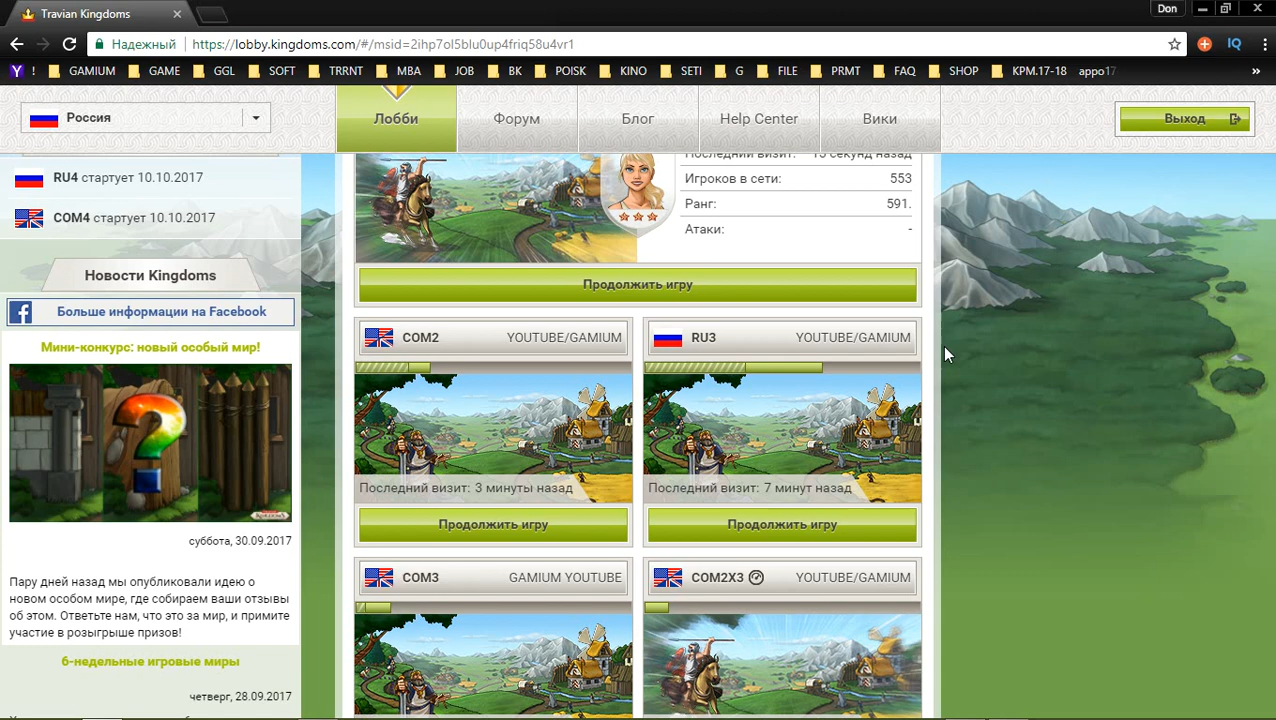 Travian Kingdoms
Don
Надежный https://lobby.kingdoms.com/#/msid=2ihp7ol5blu0up4friq58u4vr1
! GAMIUM GAME GGL SOFT TRRNT MBA JOB BK POISK KINO SETI G FILE PRMT FAQ SHOP KPM.17-18 appo17
Россия
Лобби
Форум
Блог
Help Center
Вики
Выход
RU4 стартует 10.10.2017
COM4 стартует 10.10.2017
Новости Kingdoms
Больше информации на Facebook
Мини-конкурс: новый особый мир!
суббота, 30.09.2017
Пару дней назад мы опубликовали идею о
новом особом мире, где собираем ваши отзывы
об этом. Ответьте нам, что это за мир, и примите
участие в розыгрыше призов!
6-недельные игровые миры
четверг, 28.09.2017
Последний визит: 15 секунд назад
Игроков в сети: 553
Ранг: 591.
Атаки: -
Продолжить игру
COM2 YOUTUBE/GAMIUM
Последний визит: 3 минуты назад
Продолжить игру
RU3 YOUTUBE/GAMIUM
Последний визит: 7 минут назад
Продолжить игру
COM3 GAMIUM YOUTUBE
COM2X3 YOUTUBE/GAMIUM